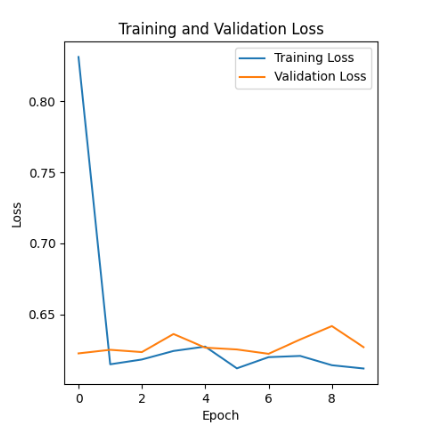 Training and Validation Loss
Training Loss
Validation Loss
0.80
0.75
0.70
0.65
Loss
0 2 4 6 8
Epoch